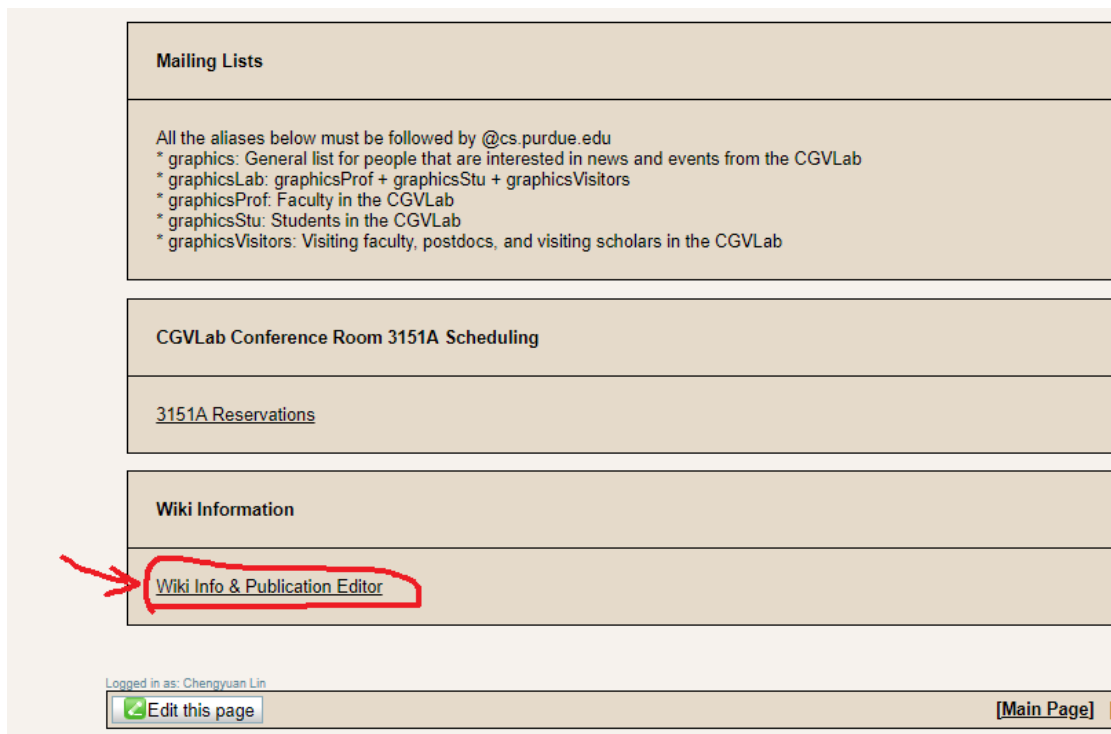 Mailing Lists
All the aliases below must be followed by @cs.purdue.edu
* graphics: General list for people that are interested in news and events from the CGVLab
* graphicsLab: graphicsProf + graphicsStu + graphicsVisitors
* graphicsProf: Faculty in the CGVLab
* graphicsStu: Students in the CGVLab
* graphicsVisitors: Visiting faculty, postdocs, and visiting scholars in the CGVLab
CGVLab Conference Room 3151A Scheduling
3151A Reservations
Wiki Information
Wiki Info & Publication Editor
Logged in as: Chengyuan Lin
Edit this page
[Main Page]